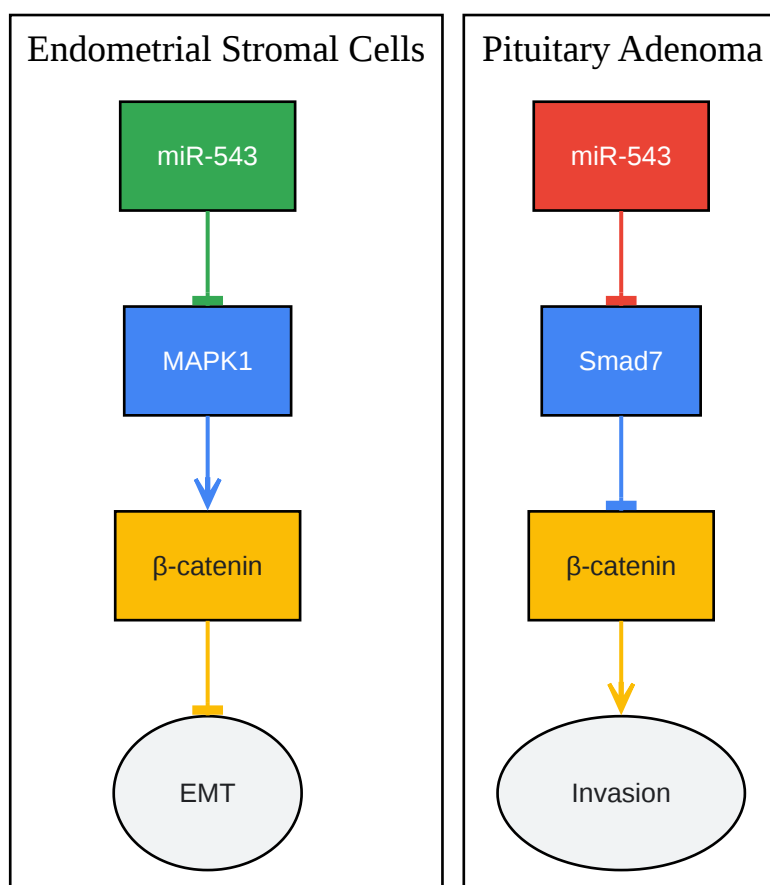 Endometrial Stromal Cells
miR-543
MAPK1
β-catenin
EMT
Pituitary Adenoma
miR-543
Smad7
β-catenin
Invasion